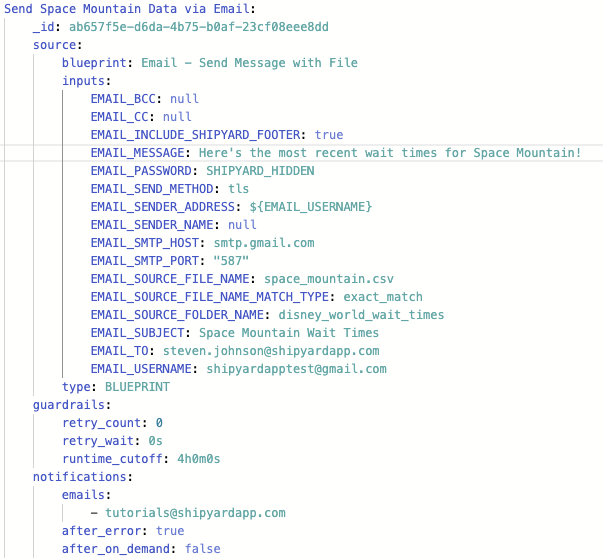 Send Space Mountain Data via Email:
_id: ab657f5e-d6da-4b75-b0af-23cf08eee8dd
source:
blueprint: Email - Send Message with File
inputs:
EMAIL_BCC: null
EMAIL_CC: null
EMAIL_INCLUDE_SHIPYARD_FOOTER: true
EMAIL_MESSAGE: Here's the most recent wait times for Space Mountain!
EMAIL_PASSWORD: SHIPYARD_HIDDEN
EMAIL_SEND_METHOD: tls
EMAIL_SENDER_ADDRESS: ${EMAIL_USERNAME}
EMAIL_SENDER_NAME: null
EMAIL_SMTP_HOST: smtp.gmail.com
EMAIL_SMTP_PORT: "587"
EMAIL_SOURCE_FILE_NAME: space_mountain.csv
EMAIL_SOURCE_FILE_NAME_MATCH_TYPE: exact_match
EMAIL_SOURCE_FOLDER_NAME: disney_world_wait_times
EMAIL_SUBJECT: Space Mountain Wait Times
EMAIL_TO: steven.johnson@shipyardapp.com
EMAIL_USERNAME: shipyardapptest@gmail.com
type: BLUEPRINT
guardrails:
retry_count: 0
retry_wait: 0s
runtime_cutoff: 4h0m0s
notifications:
emails:
- tutorials@shipyardapp.com
after_error: true
after_on_demand: false